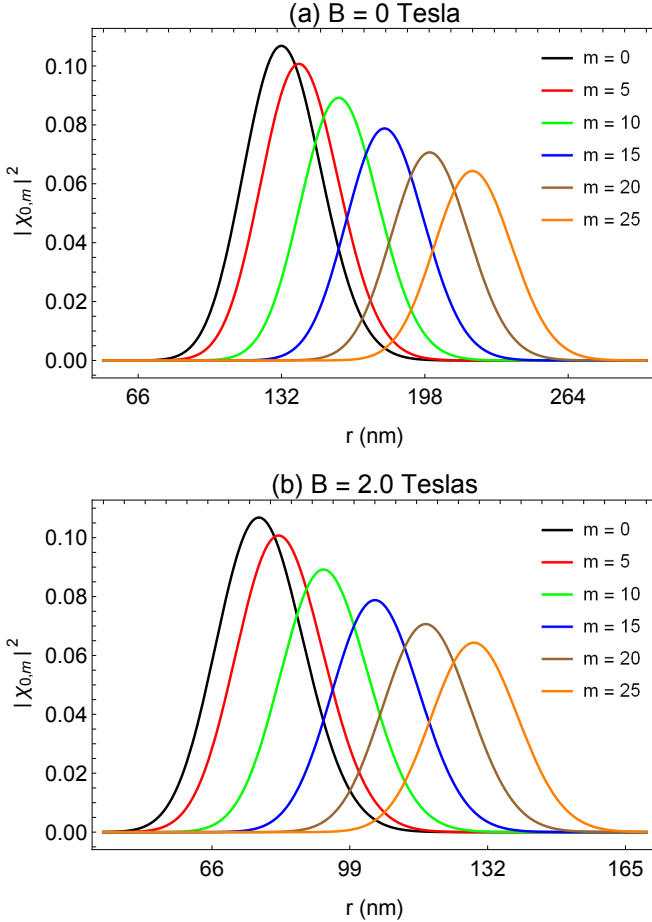 (a) B = 0 Tesla
0.10
0.08
0.06
0.04
0.02
0.00
|χ0,m|²
m = 0
m = 5
m = 10
m = 15
m = 20
m = 25
66 132 198 264
r (nm)
(b) B = 2.0 Teslas
0.10
0.08
0.06
0.04
0.02
0.00
|χ0,m|²
m = 0
m = 5
m = 10
m = 15
m = 20
m = 25
66 99 132 165
r (nm)